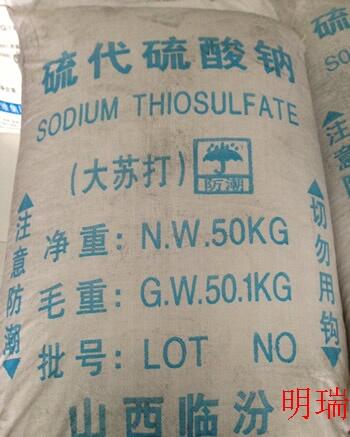 硫代硫酸钠
SODIUM THIOSULFATE
(大苏打)
防潮
净重: N.W.50KG
毛重: G.W.50.1KG
批号: LOT NO
山西临汾
注意防潮
切勿用钩
明瑞